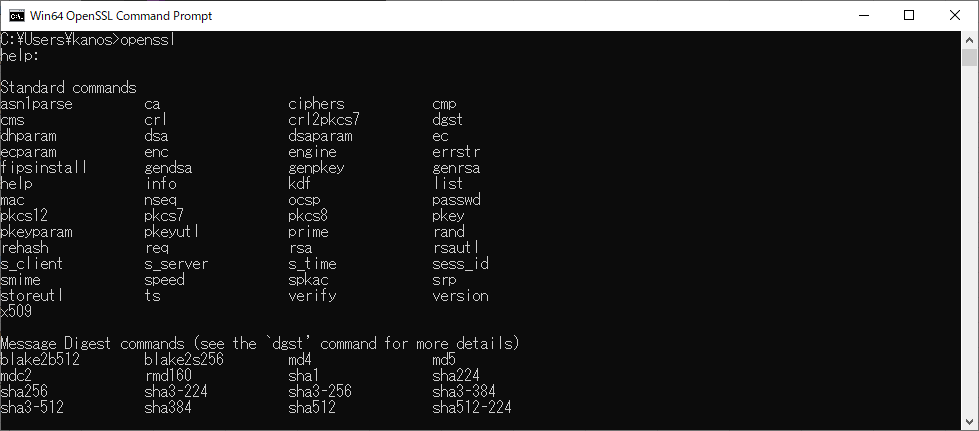 Win64 OpenSSL Command Prompt
C:¥Users¥kanos>openssl
help:
Standard commands
asn1parse ca ciphers cmp
cms crl crl2pkcs7 dgst
dhparam dsa dsaparam ec
ecparam enc engine errstr
fipsinstall gendsa genpkey genrsa
help info kdf list
mac nseq ocsp passwd
pkcs12 pkcs7 pkcs8 pkey
pkeyparam pkeyutl prime rand
rehash req rsa rsautl
s_client s_server s_time sess_id
smime speed spkac srp
storeutl ts verify version
x509
Message Digest commands (see the `dgst' command for more details)
blake2b512 blake2s256 md4 md5
mdc2 rmd160 sha1 sha224
sha256 sha3-224 sha3-256 sha3-384
sha3-512 sha384 sha512 sha512-224